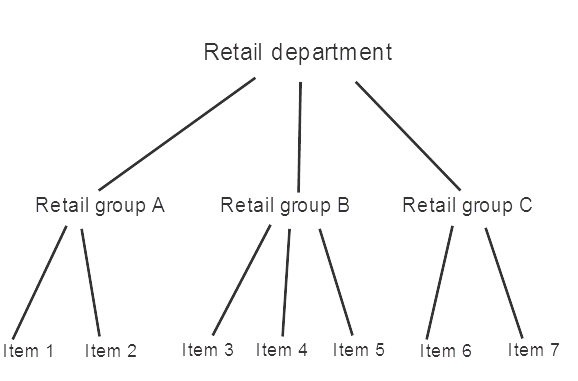 Retail department
Retail group A
Retail group B
Retail group C
Item 1
Item 2
Item 3
Item 4
Item 5
Item 6
Item 7